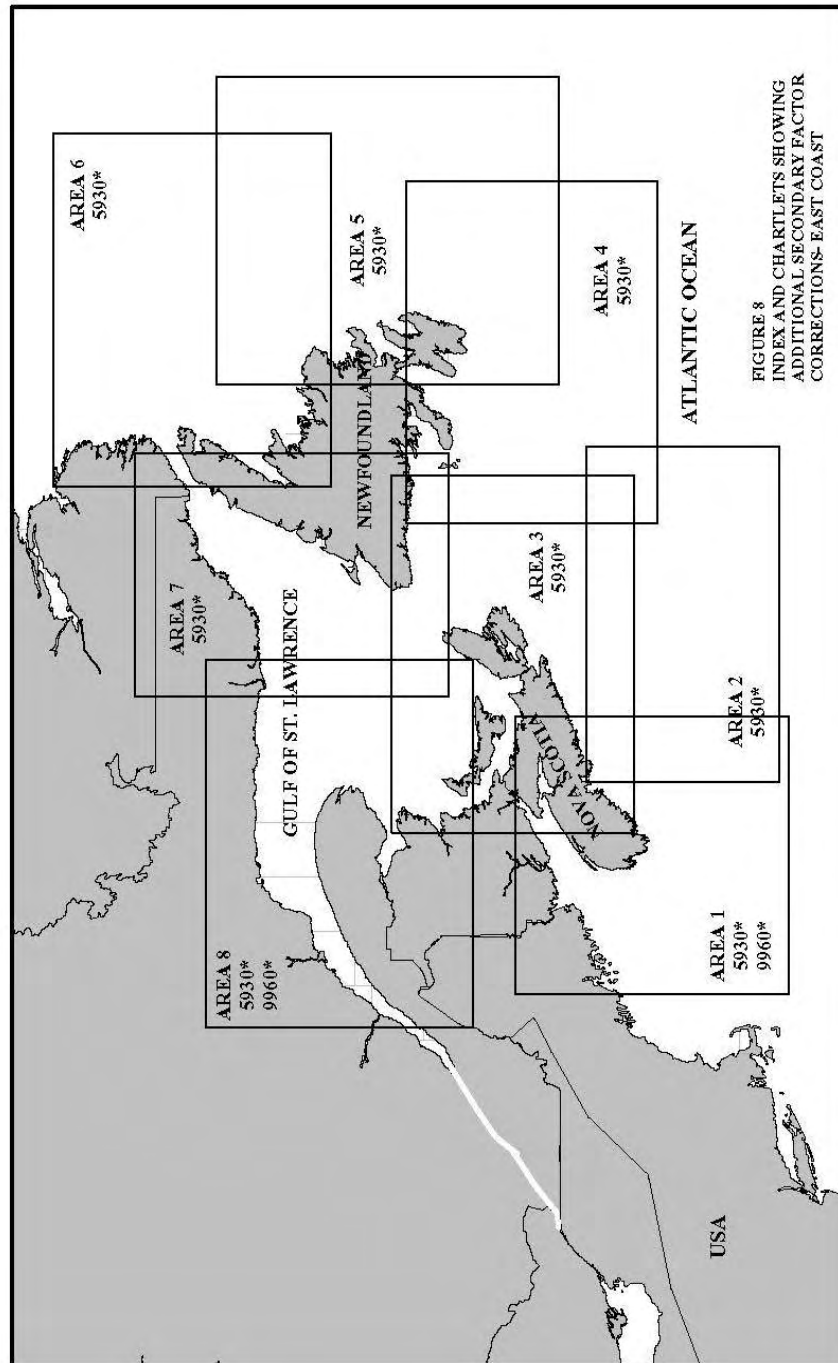 AREA 6
5930*
AREA 7
5930*
AREA 5
5930*
AREA 8
5930*
9960*
GULF OF ST. LAWRENCE
NEWFOUNDLAND
AREA 4
5930*
AREA 3
5930*
NOVA SCOTIA
ATLANTIC OCEAN
AREA 1
5930*
9960*
AREA 2
5930*
USA
FIGURE 8
INDEX AND CHARTLETS SHOWING
ADDITIONAL SECONDARY FACTOR
CORRECTIONS- EAST COAST